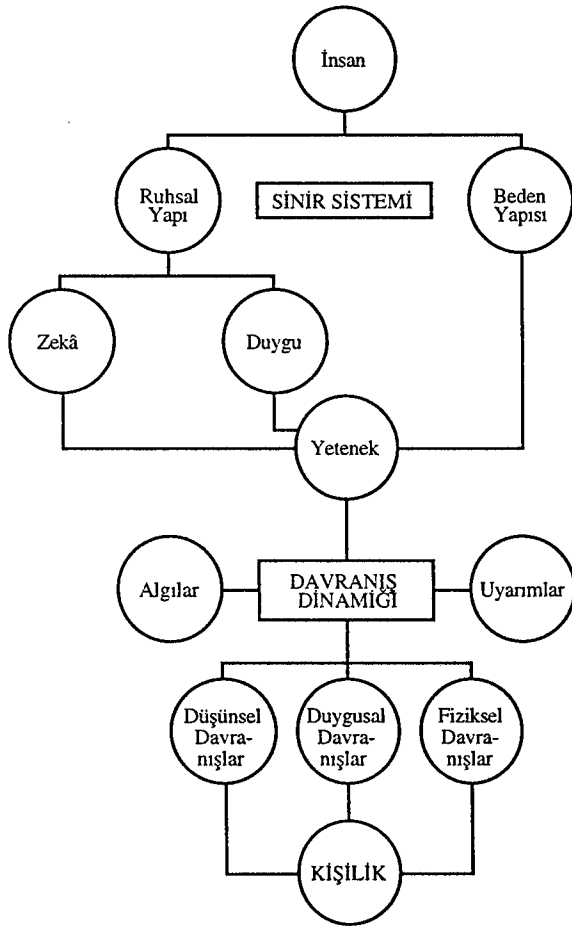 İnsan
Ruhsal
Yapı
SİNİR SİSTEMİ
Beden
Yapısı
Zekâ
Duygu
Yetenek
Algılar
DAVRANIŞ
DİNAMİĞİ
Uyarımlar
Düşünsel
Davra-
nışlar
Duygusal
Davra-
nışlar
Fiziksel
Davra-
nışlar
KİŞİLİK